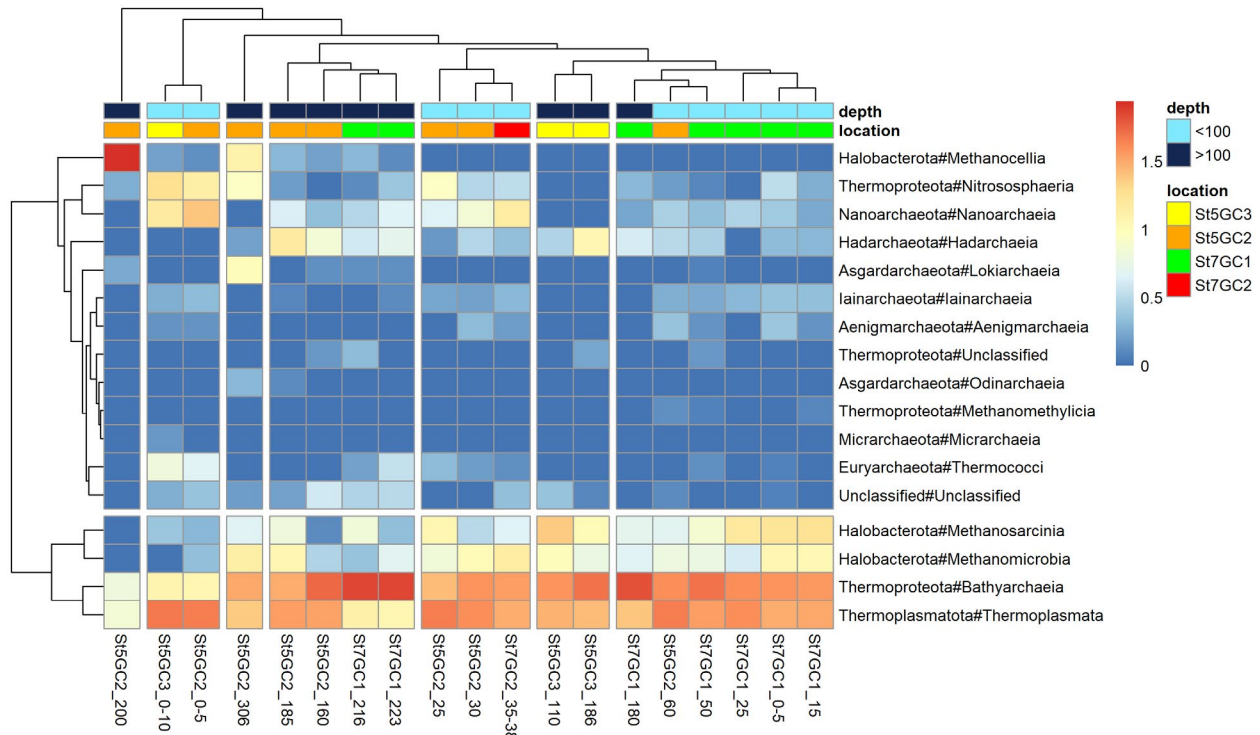 depth
location
Halobacterota#Methanocellia
Thermoproteota#Nitrososphaeria
Nanoarchaeota#Nanoarchaeia
Hadarchaeota#Hadarchaeia
Asgardarchaeota#Lokiarchaeia
Iainarchaeota#Iainarchaeia
Aenigmarchaeota#Aenigmarchaeia
Thermoproteota#Unclassified
Asgardarchaeota#Odinarchaeia
Thermoproteota#Methanomethylicia
Micrarchaeota#Micrarchaeia
Euryarchaeota#Thermococci
Unclassified#Unclassified
Halobacterota#Methanosarcinia
Halobacterota#Methanomicrobia
Thermoproteota#Bathyarchaeia
Thermoplasmatota#Thermoplasmata
St5GC2_200
St5GC3_0-10
St5GC2_0-5
St5GC2_306
St5GC2_185
St5GC2_160
St7GC1_216
St7GC1_223
St5GC2_25
St5GC2_30
St7GC2_35-38
St5GC3_110
St5GC3_186
St7GC1_180
St5GC2_60
St7GC1_50
St7GC1_25
St7GC1_0-5
St7GC1_15
1.5
1
0.5
0
depth
<100
>100
location
St5GC3
St5GC2
St7GC1
St7GC2